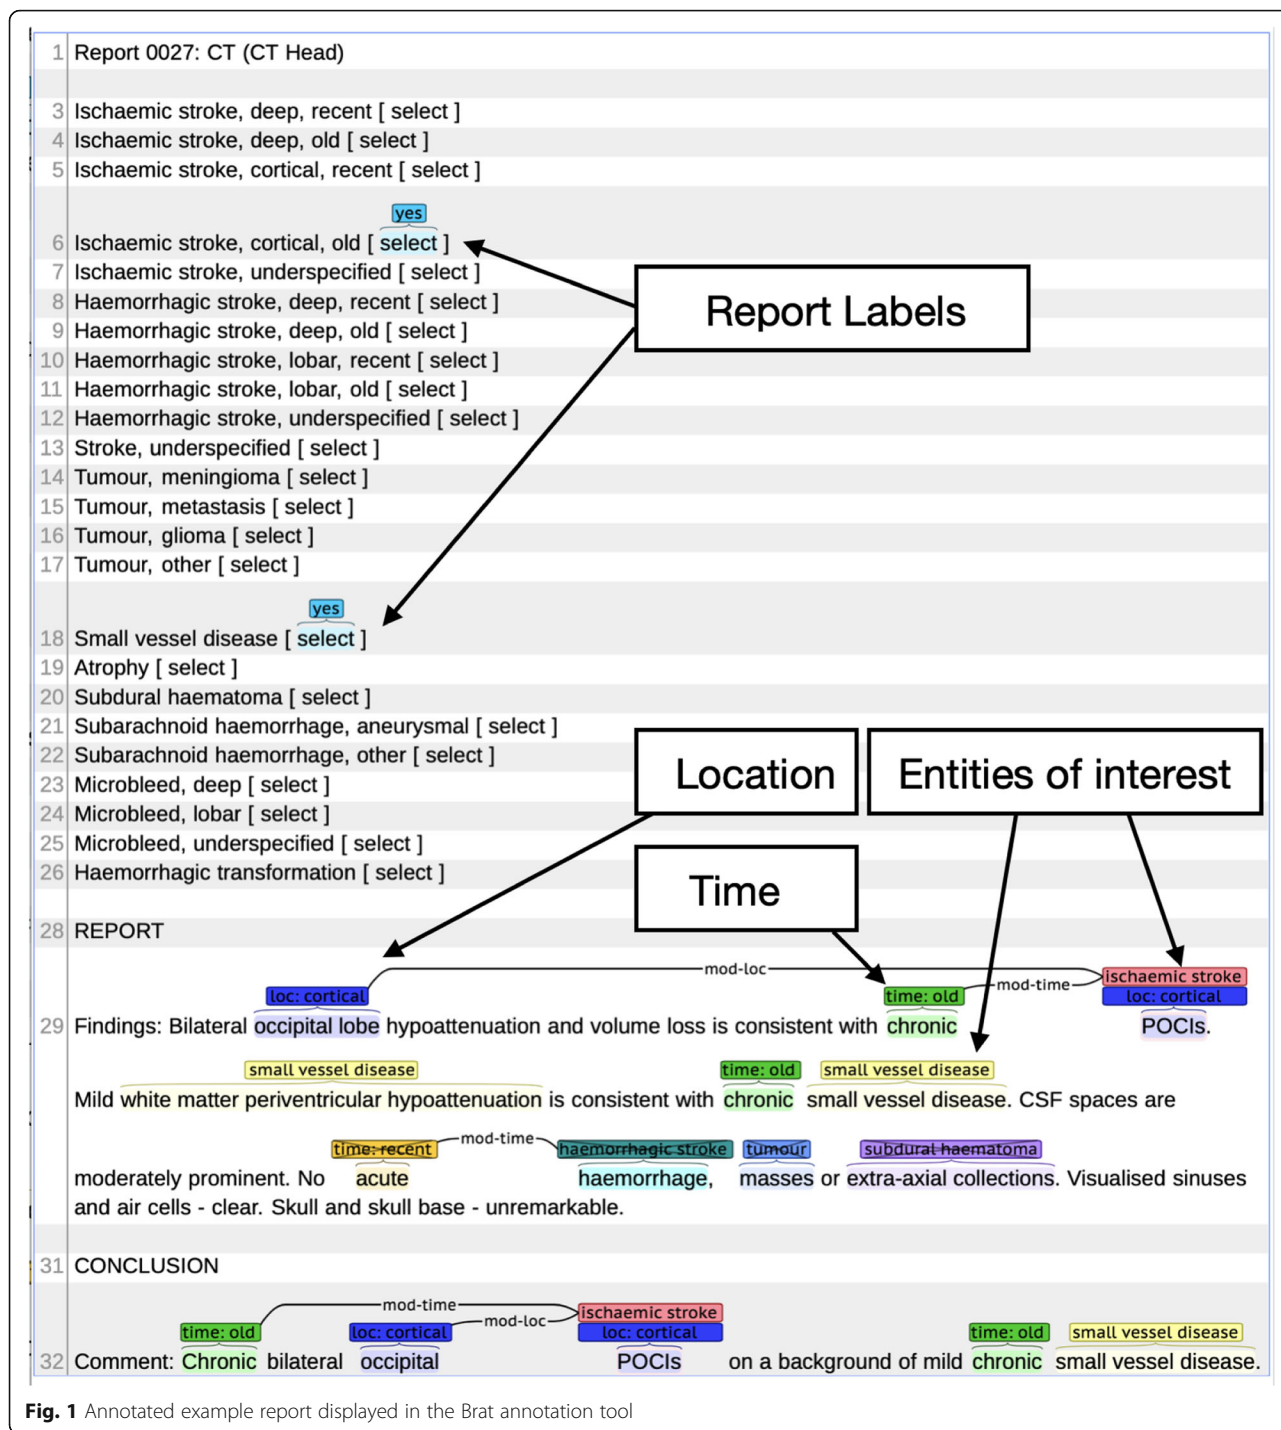 1 Report 0027: CT (CT Head)
3 Ischaemic stroke, deep, recent [ select ]
4 Ischaemic stroke, deep, old [ select ]
5 Ischaemic stroke, cortical, recent [ select ]
yes
6 Ischaemic stroke, cortical, old [ select ]
7 Ischaemic stroke, underspecified [ select ]
Report Labels
8 Haemorrhagic stroke, deep, recent [ select ]
9 Haemorrhagic stroke, deep, old [ select ]
10 Haemorrhagic stroke, lobar, recent [ select ]
11 Haemorrhagic stroke, lobar, old [ select ]
12 Haemorrhagic stroke, underspecified [ select ]
13 Stroke, underspecified [ select ]
14 Tumour, meningioma [ select ]
15 Tumour, metastasis [ select ]
16 Tumour, glioma [ select ]
17 Tumour, other [ select ]
yes
18 Small vessel disease [ select ]
19 Atrophy [ select ]
20 Subdural haematoma [ select ]
21 Subarachnoid haemorrhage, aneurysmal [ select ]
22 Subarachnoid haemorrhage, other [ select ]
Location Entities of interest
23 Microbleed, deep [ select ]
24 Microbleed, lobar [ select ]
25 Microbleed, underspecified [ select ]
26 Haemorrhagic transformation [ select ]
Time
28 REPORT
mod-loc ischaemic stroke
loc: cortical time: old mod-time loc: cortical
29 Findings: Bilateral occipital lobe hypoattenuation and volume loss is consistent with chronic POCIs.
small vessel disease time: old small vessel disease
Mild white matter periventricular hypoattenuation is consistent with chronic small vessel disease. CSF spaces are
mod-time
time: recent haemorrhagic stroke tumour subdural haematoma
moderately prominent. No acute haemorrhage, masses or extra-axial collections. Visualised sinuses
and air cells - clear. Skull and skull base - unremarkable.
31 CONCLUSION
mod-time ischaemic stroke
time: old loc: cortical mod-loc loc: cortical time: old small vessel disease
32 Comment: Chronic bilateral occipital POCIs on a background of mild chronic small vessel disease.
Fig. 1 Annotated example report displayed in the Brat annotation tool